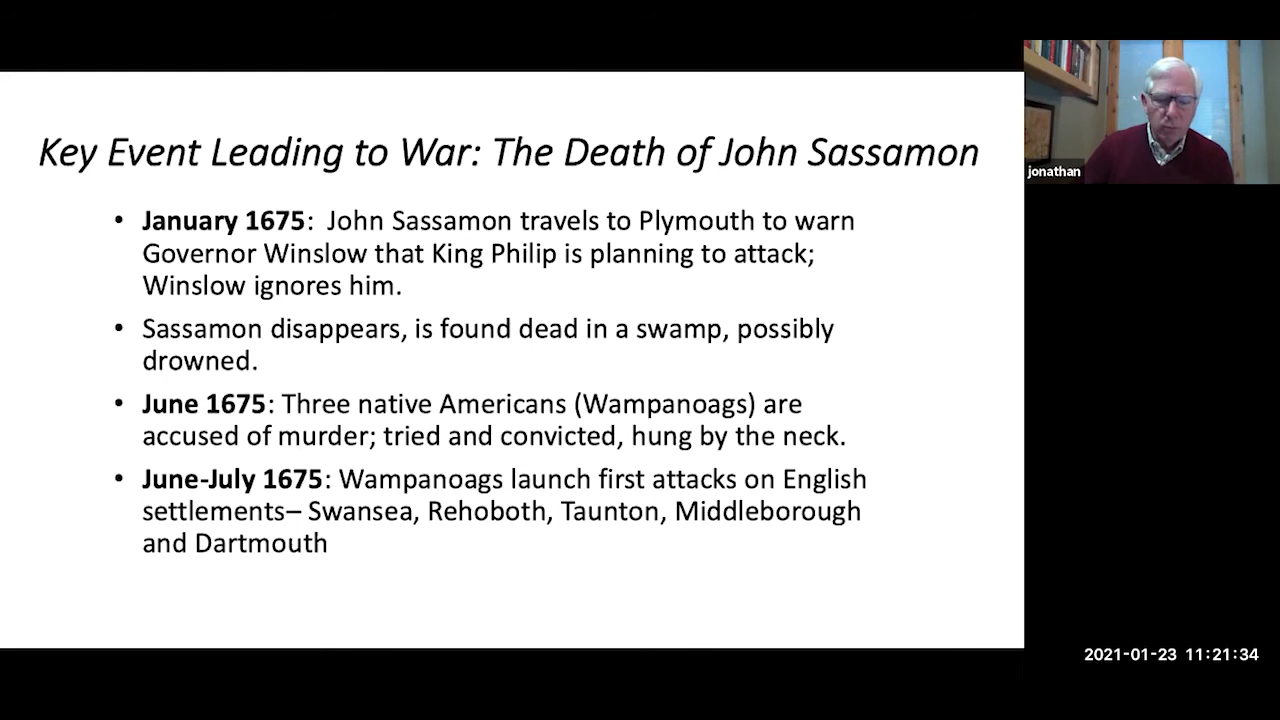 Key Event Leading to War: The Death of John Sassamon
• January 1675:  John Sassamon travels to Plymouth to warn
Governor Winslow that King Philip is planning to attack;
Winslow ignores him.
• Sassamon disappears, is found dead in a swamp, possibly
drowned.
• June 1675: Three native Americans (Wampanoags) are
accused of murder; tried and convicted, hung by the neck.
• June-July 1675: Wampanoags launch first attacks on English
settlements– Swansea, Rehoboth, Taunton, Middleborough
and Dartmouth
jonathan
2021-01-23 11:21:34